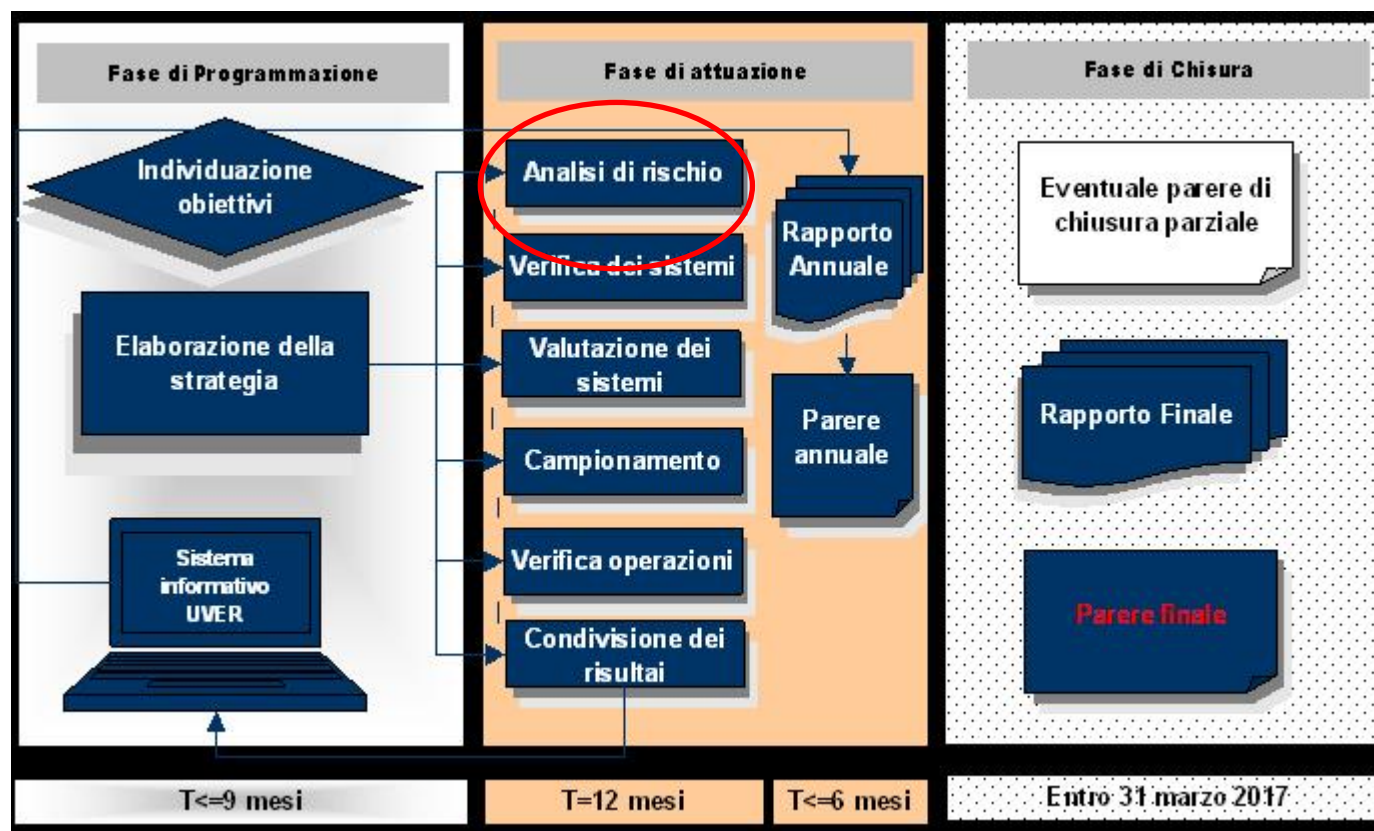 Fase di Programmazione
Individuazione
obiettivi
Elaborazione della
strategia
Sistema
informativo
UVER
T<=9 mesi
Fase di attuazione
Analisi di rischio
Verifica dei sistemi
Valutazione dei
sistemi
Campionamento
Verifica operazioni
Condivisione dei
risultai
Rapporto
Annuale
Parere
annuale
T=12 mesi
T<=6 mesi
Fase di Chisura
Eventuale parere di
chiusura parziale
Rapporto Finale
Parere finale
Entro 31 marzo 2017